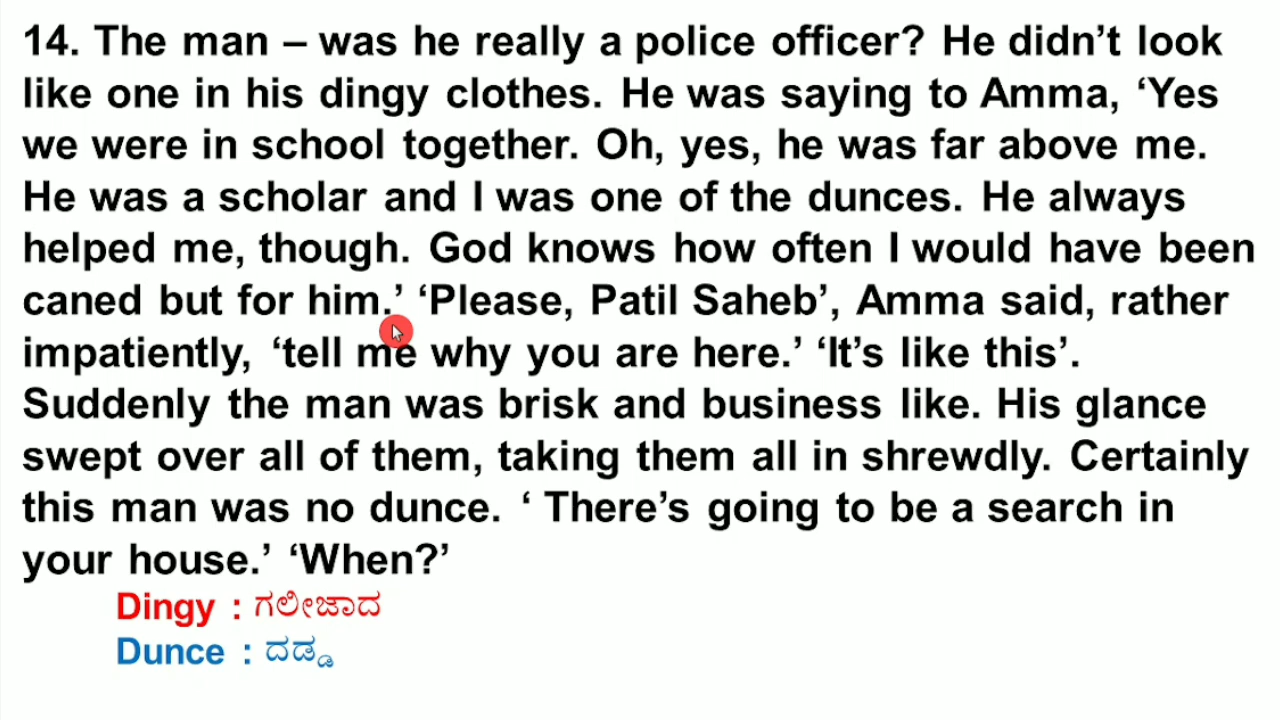 14. The man – was he really a police officer? He didn’t look
like one in his dingy clothes. He was saying to Amma, ‘Yes
we were in school together. Oh, yes, he was far above me.
He was a scholar and I was one of the dunces. He always
helped me, though. God knows how often I would have been
caned but for him.’ ‘Please, Patil Saheb’, Amma said, rather
impatiently, ‘tell me why you are here.’ ‘It’s like this’.
Suddenly the man was brisk and business like. His glance
swept over all of them, taking them all in shrewdly. Certainly
this man was no dunce. ‘ There’s going to be a search in
your house.’ ‘When?’
Dingy : ಗಲೀಜಾದ
Dunce : ದಡ್ಡ